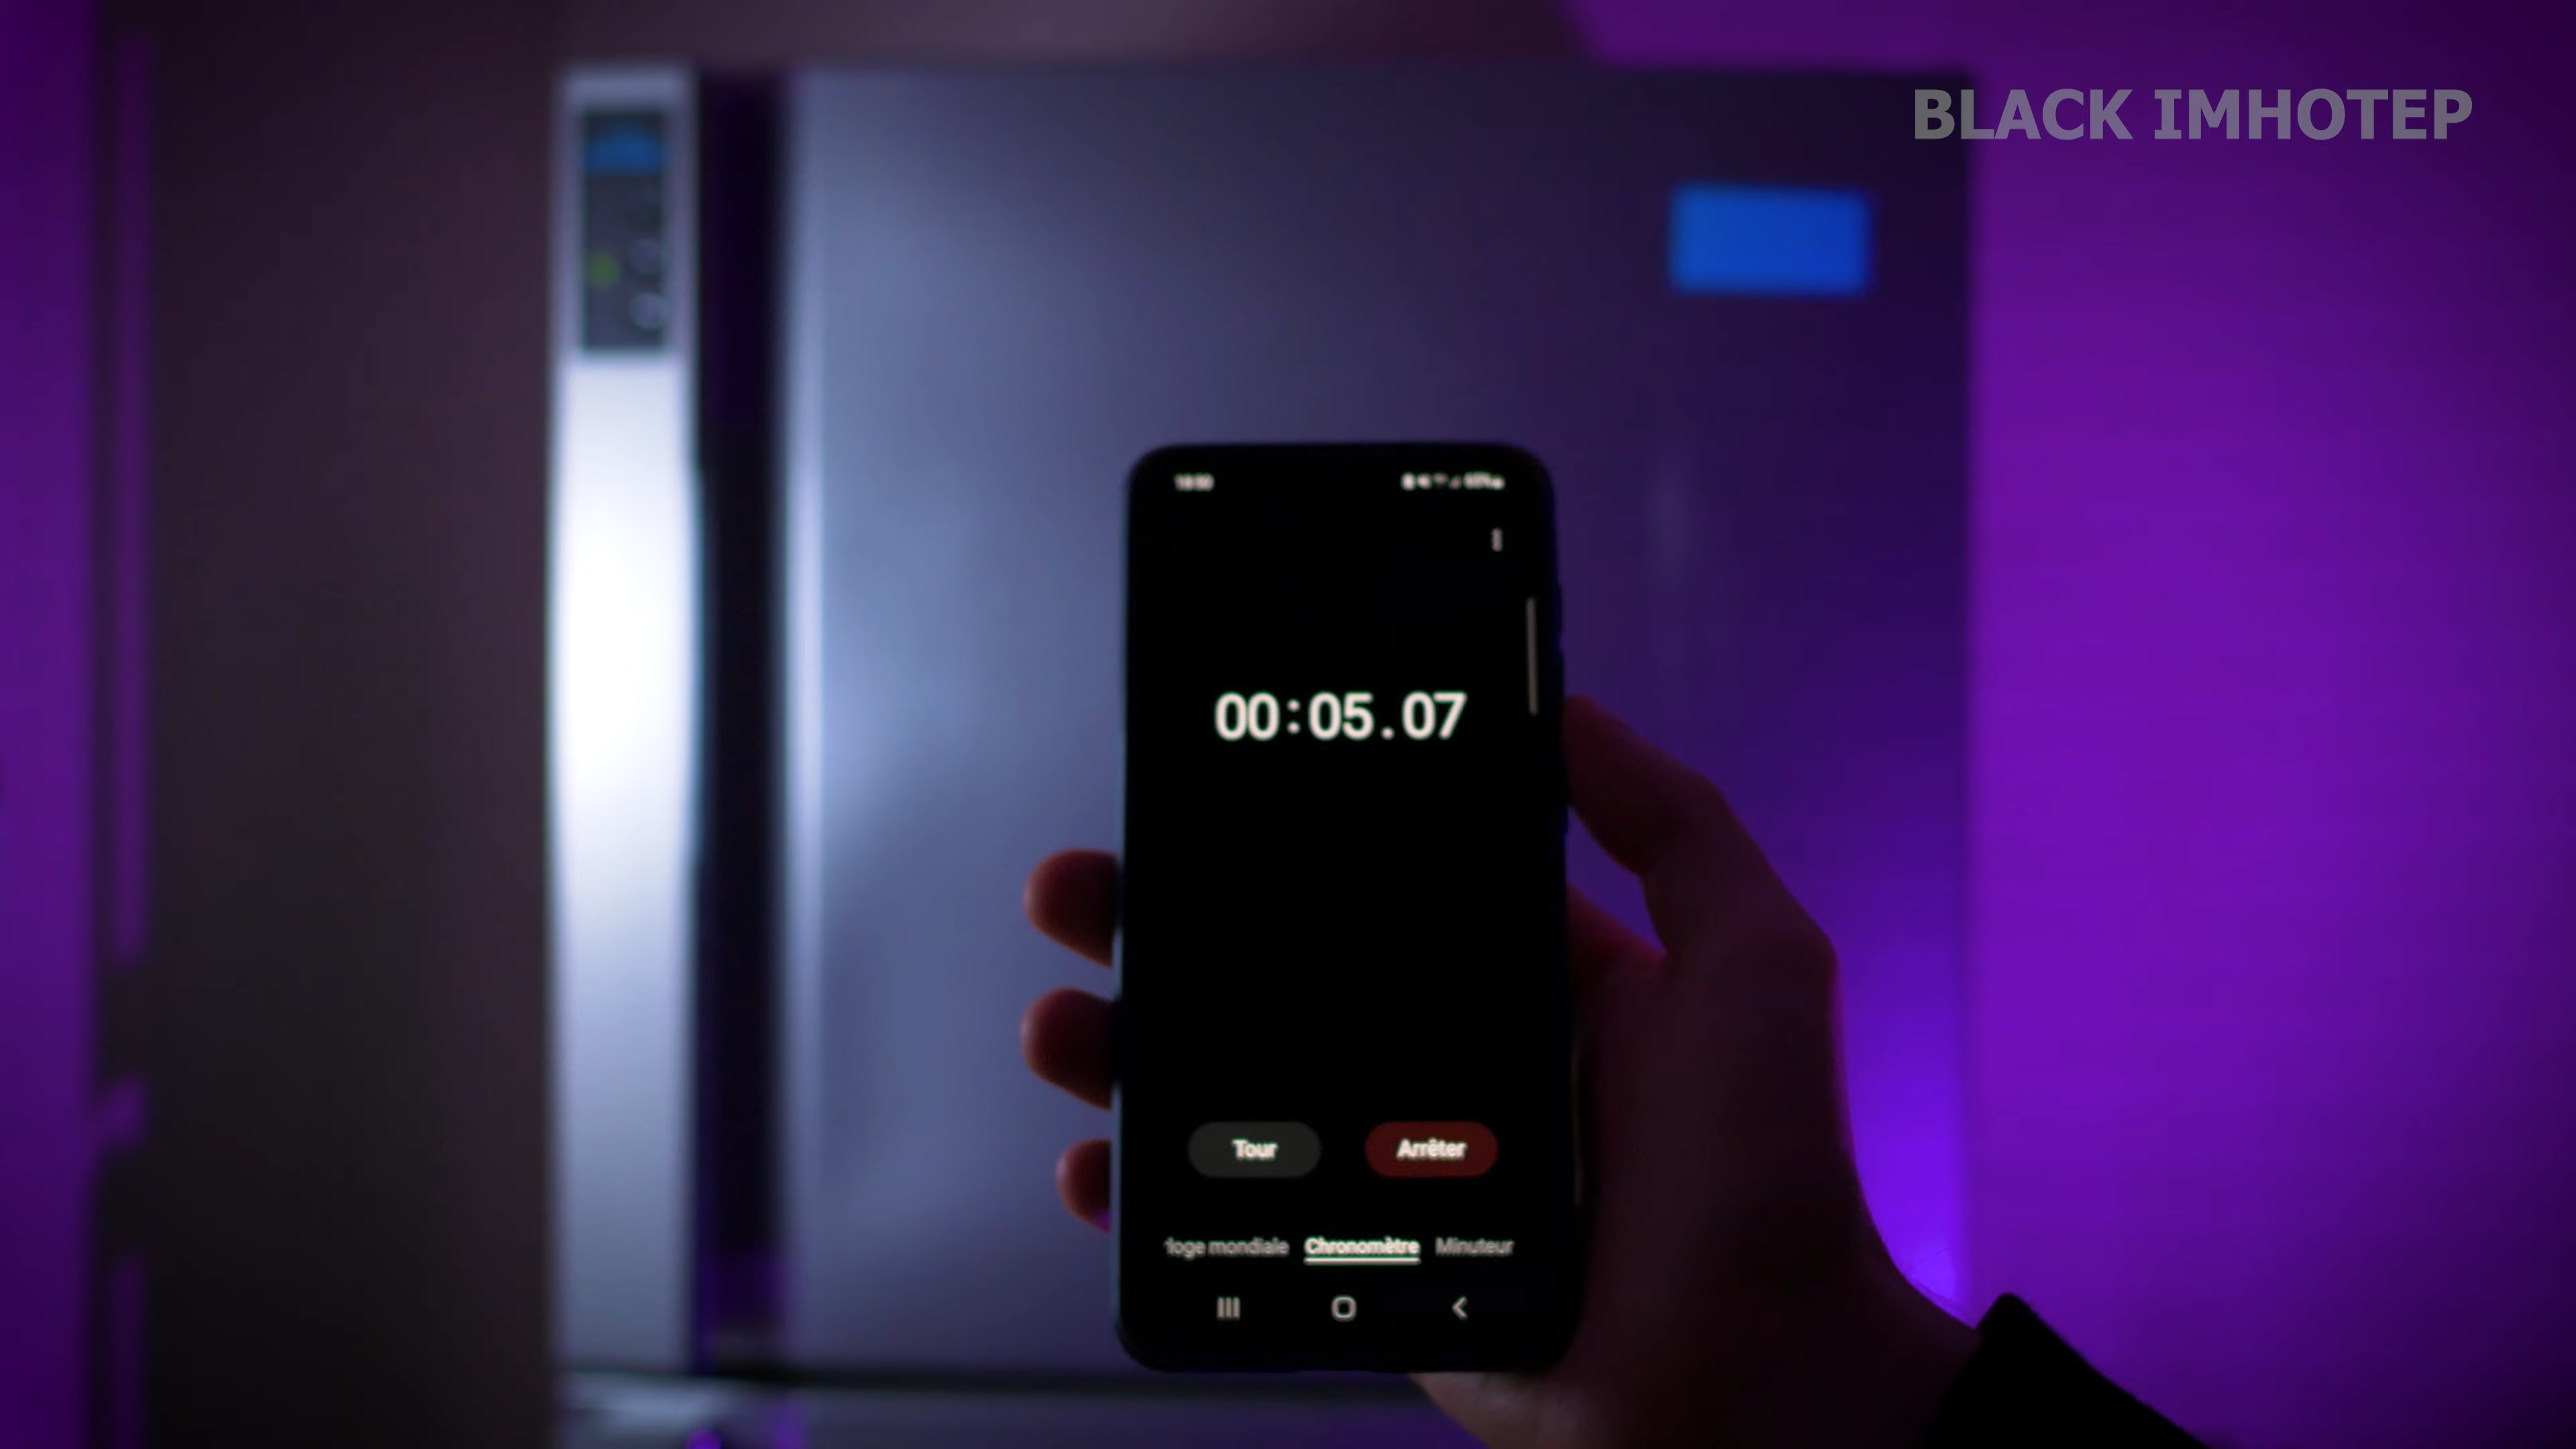 BLACK IMHOTEP
00:05.07
Tour
Arrêter
loge mondiale
Chronomètre
Minuteur